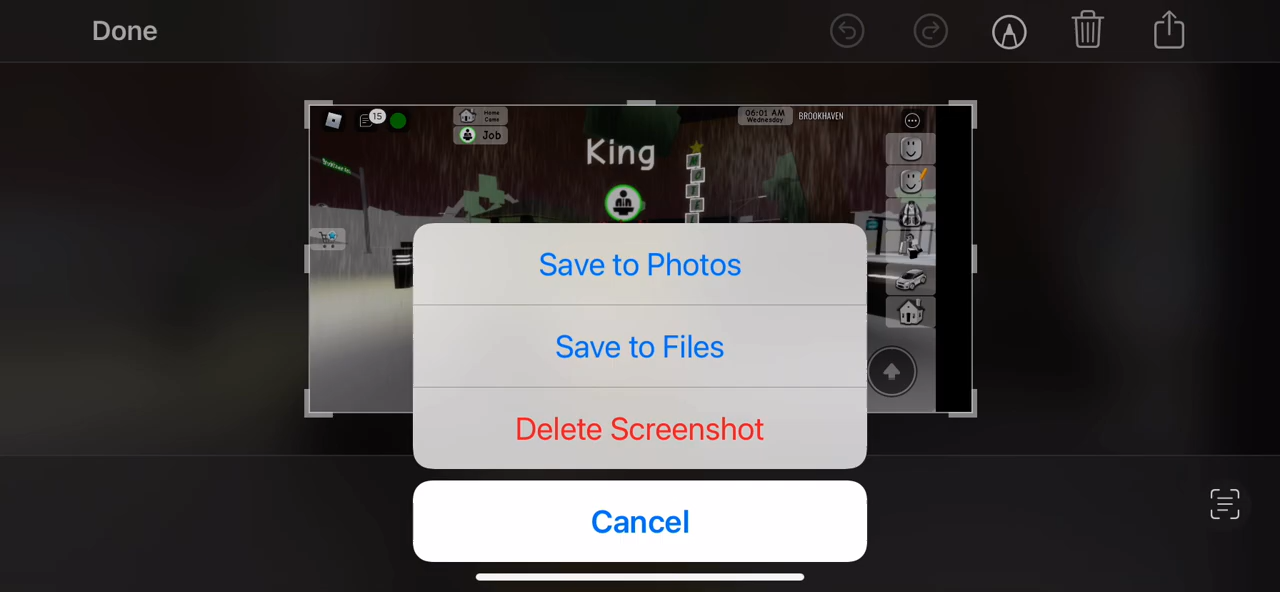 Done
15
Home
Game
Job
06:01 AM
Wednesday
BROOKHAVEN
King
M
O
T
E
Save to Photos
Save to Files
Delete Screenshot
Cancel